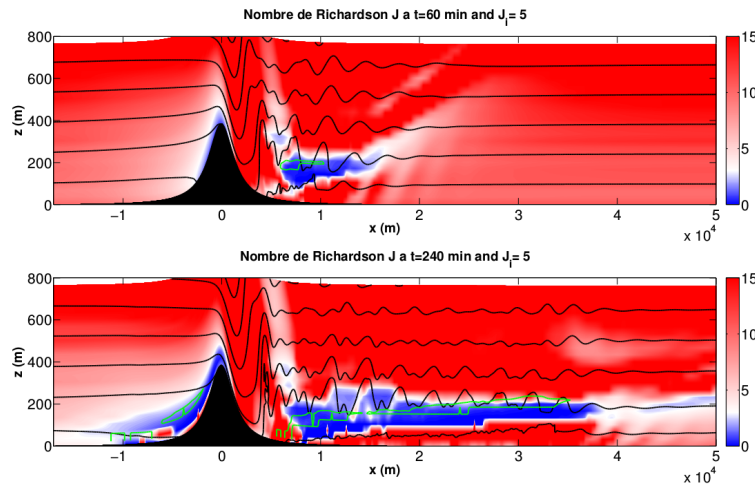 Nombre de Richardson J a t=60 min and J_i= 5
800
600
400
200
0
z (m)
−1 0 1 2 3 4 5
x (m)
x 10^4
15
10
5
0
Nombre de Richardson J a t=240 min and J_i= 5
800
600
400
200
0
z (m)
−1 0 1 2 3 4 5
x (m)
x 10^4
15
10
5
0